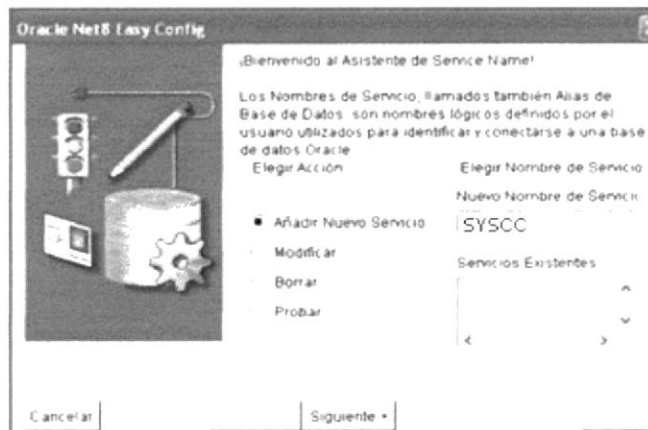 Oracle Net8 Easy Config
¡Bienvenido al Asistente de Service Name!
Los Nombres de Servicio, llamados también Alias de
Base de Datos, son nombres lógicos definidos por el
usuario utilizados para identificar y conectarse a una base
de datos Oracle
Elegir Acción
Elegir Nombre de Servicio
Nuevo Nombre de Servicio
Añadir Nuevo Servicio
SYSCC
Modificar
Servicios Existentes
Borrar
Probar
Cancelar
Siguiente